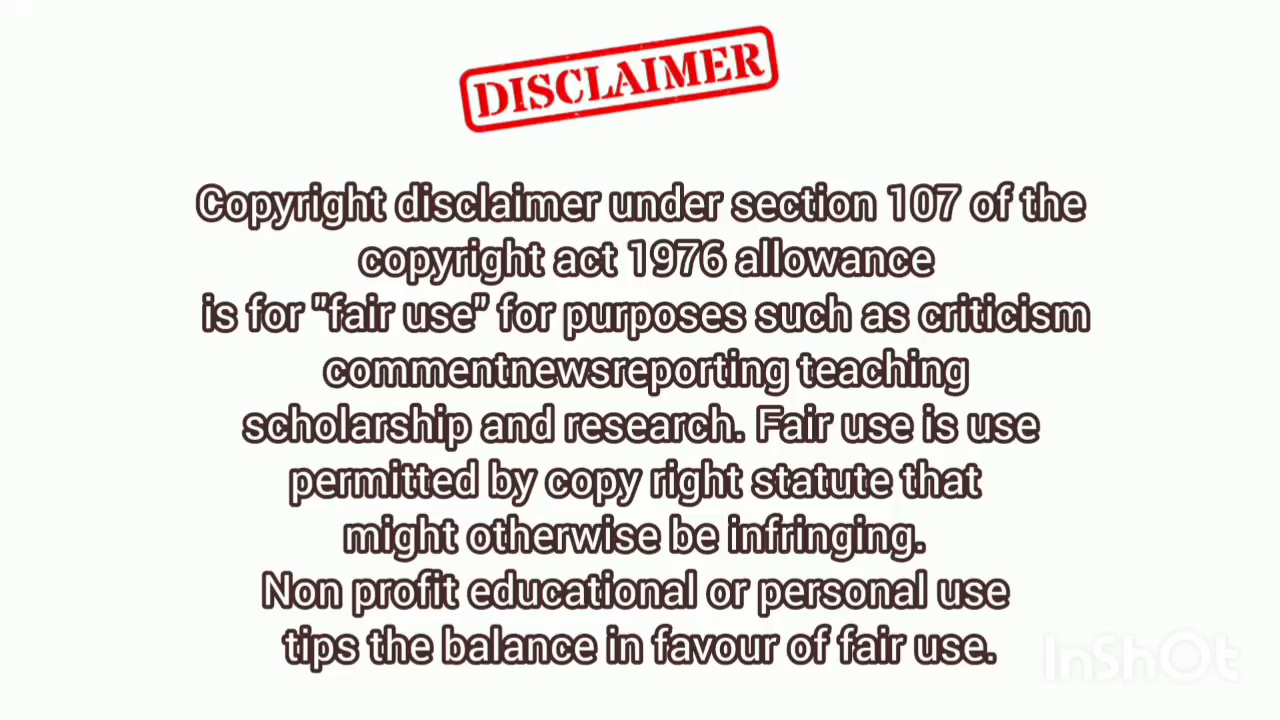 DISCLAIMER
Copyright disclaimer under section 107 of the
copyright act 1976 allowance
is for "fair use" for purposes such as criticism
commentnewsreporting teaching
scholarship and research. Fair use is use
permitted by copy right statute that
might otherwise be infringing.
Non profit educational or personal use
tips the balance in favour of fair use.
InShOt